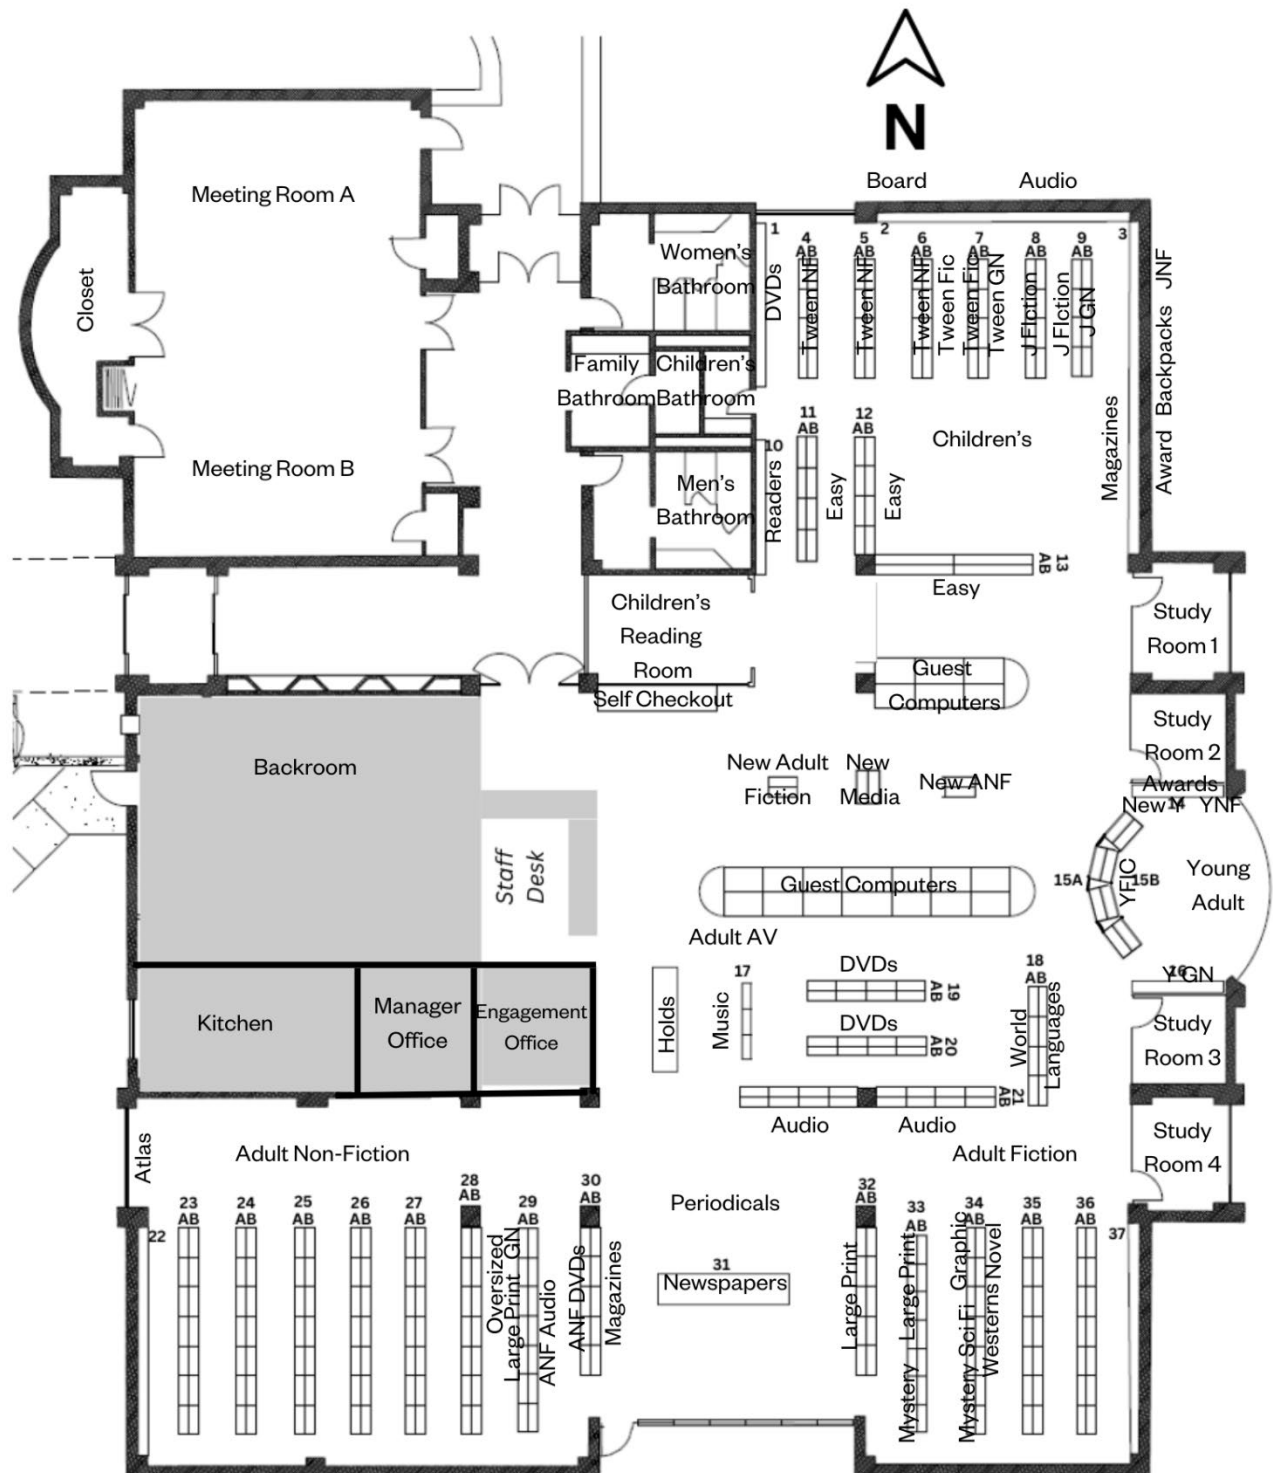 N
Board
Audio
Meeting Room A
Closet
Meeting Room B
Women's
Bathroom
Family
Bathroom
Children's
Bathroom
Men's
Bathroom
1
DVDs
2
3
4
AB
Tween NF
5
AB
Tween NF
6
AB
Tween NF
Tween Fic
7
AB
Tween Fic
Tween GN
8
AB
J FIction
J FIction
9
AB
J GN
Award Backpacks JNF
Magazines
Children's
10
Readers
11
AB
Easy
12
AB
Easy
13
AB
Easy
Children's
Reading
Room
Self Checkout
Guest
Computers
Study
Room 1
Study
Room 2
Awards
14
New Y YNF
New Adult
Fiction
New
Media
New ANF
Backroom
Staff
Desk
Guest Computers
15A
YFIC
15B
Young
Adult
Adult AV
16
Y GN
Kitchen
Manager
Office
Engagement
Office
Holds
17
Music
DVDs
19
AB
DVDs
20
AB
18
AB
World
Languages
21
AB
Audio
Audio
Study
Room 3
Study
Room 4
Atlas
Adult Non-Fiction
22
23
AB
24
AB
25
AB
26
AB
27
AB
28
AB
Oversized
29
AB
Large Print GN
ANF Audio
30
AB
ANF DVDs
Magazines
Periodicals
31
Newspapers
Adult Fiction
32
AB
Large Print
33
AB
Mystery Large Print
34
AB
Mystery Sci Fi Graphic
Westerns Novel
35
AB
36
AB
37